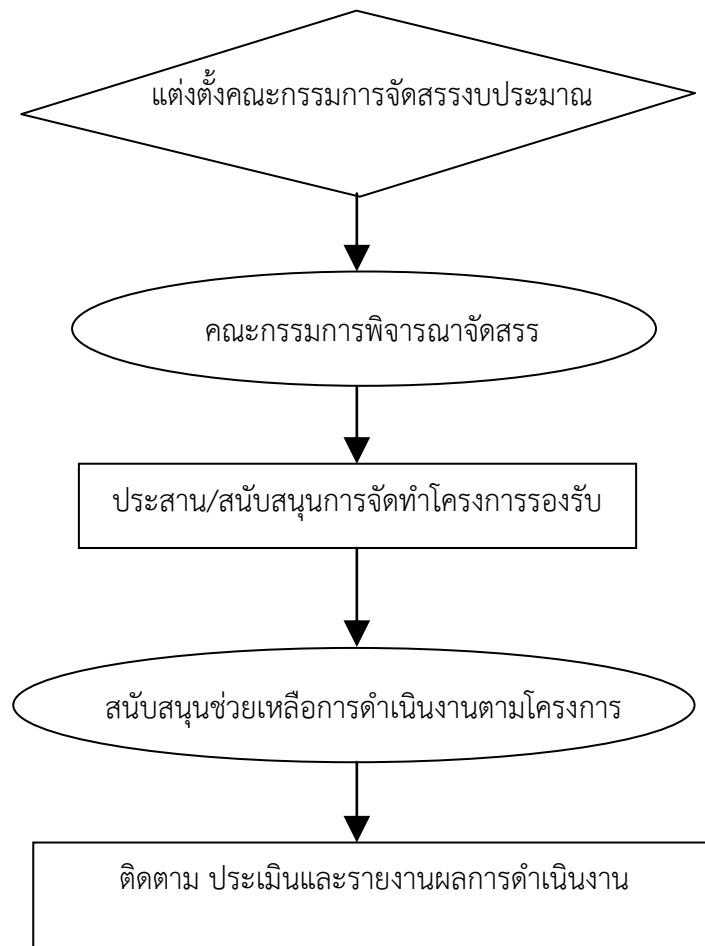 แต่งตั้งคณะกรรมการจัดสรรงบประมาณ
คณะกรรมการพิจารณาจัดสรร
ประสาน/สนับสนุนการจัดทำโครงการรองรับ
สนับสนุนช่วยเหลือการดำเนินงานตามโครงการ
ติดตาม ประเมินและรายงานผลการดำเนินงาน